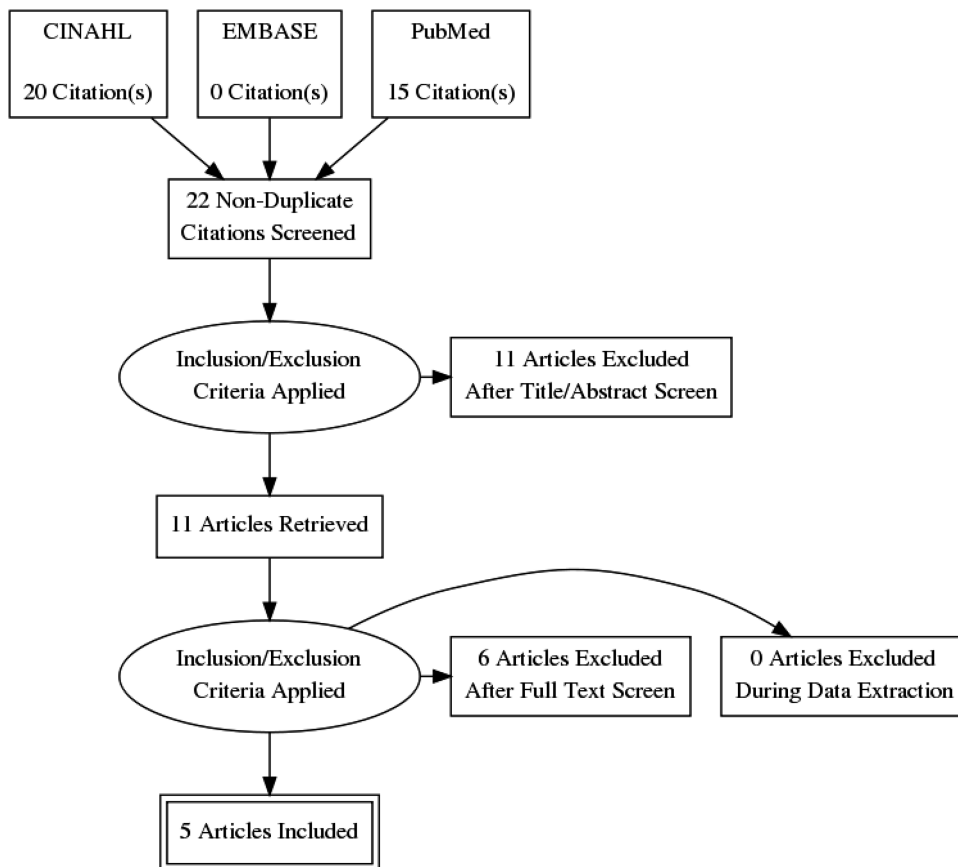 CINAHL
20 Citation(s)
EMBASE
0 Citation(s)
PubMed
15 Citation(s)
22 Non-Duplicate
Citations Screened
Inclusion/Exclusion
Criteria Applied
11 Articles Excluded
After Title/Abstract Screen
11 Articles Retrieved
Inclusion/Exclusion
Criteria Applied
6 Articles Excluded
After Full Text Screen
0 Articles Excluded
During Data Extraction
5 Articles Included